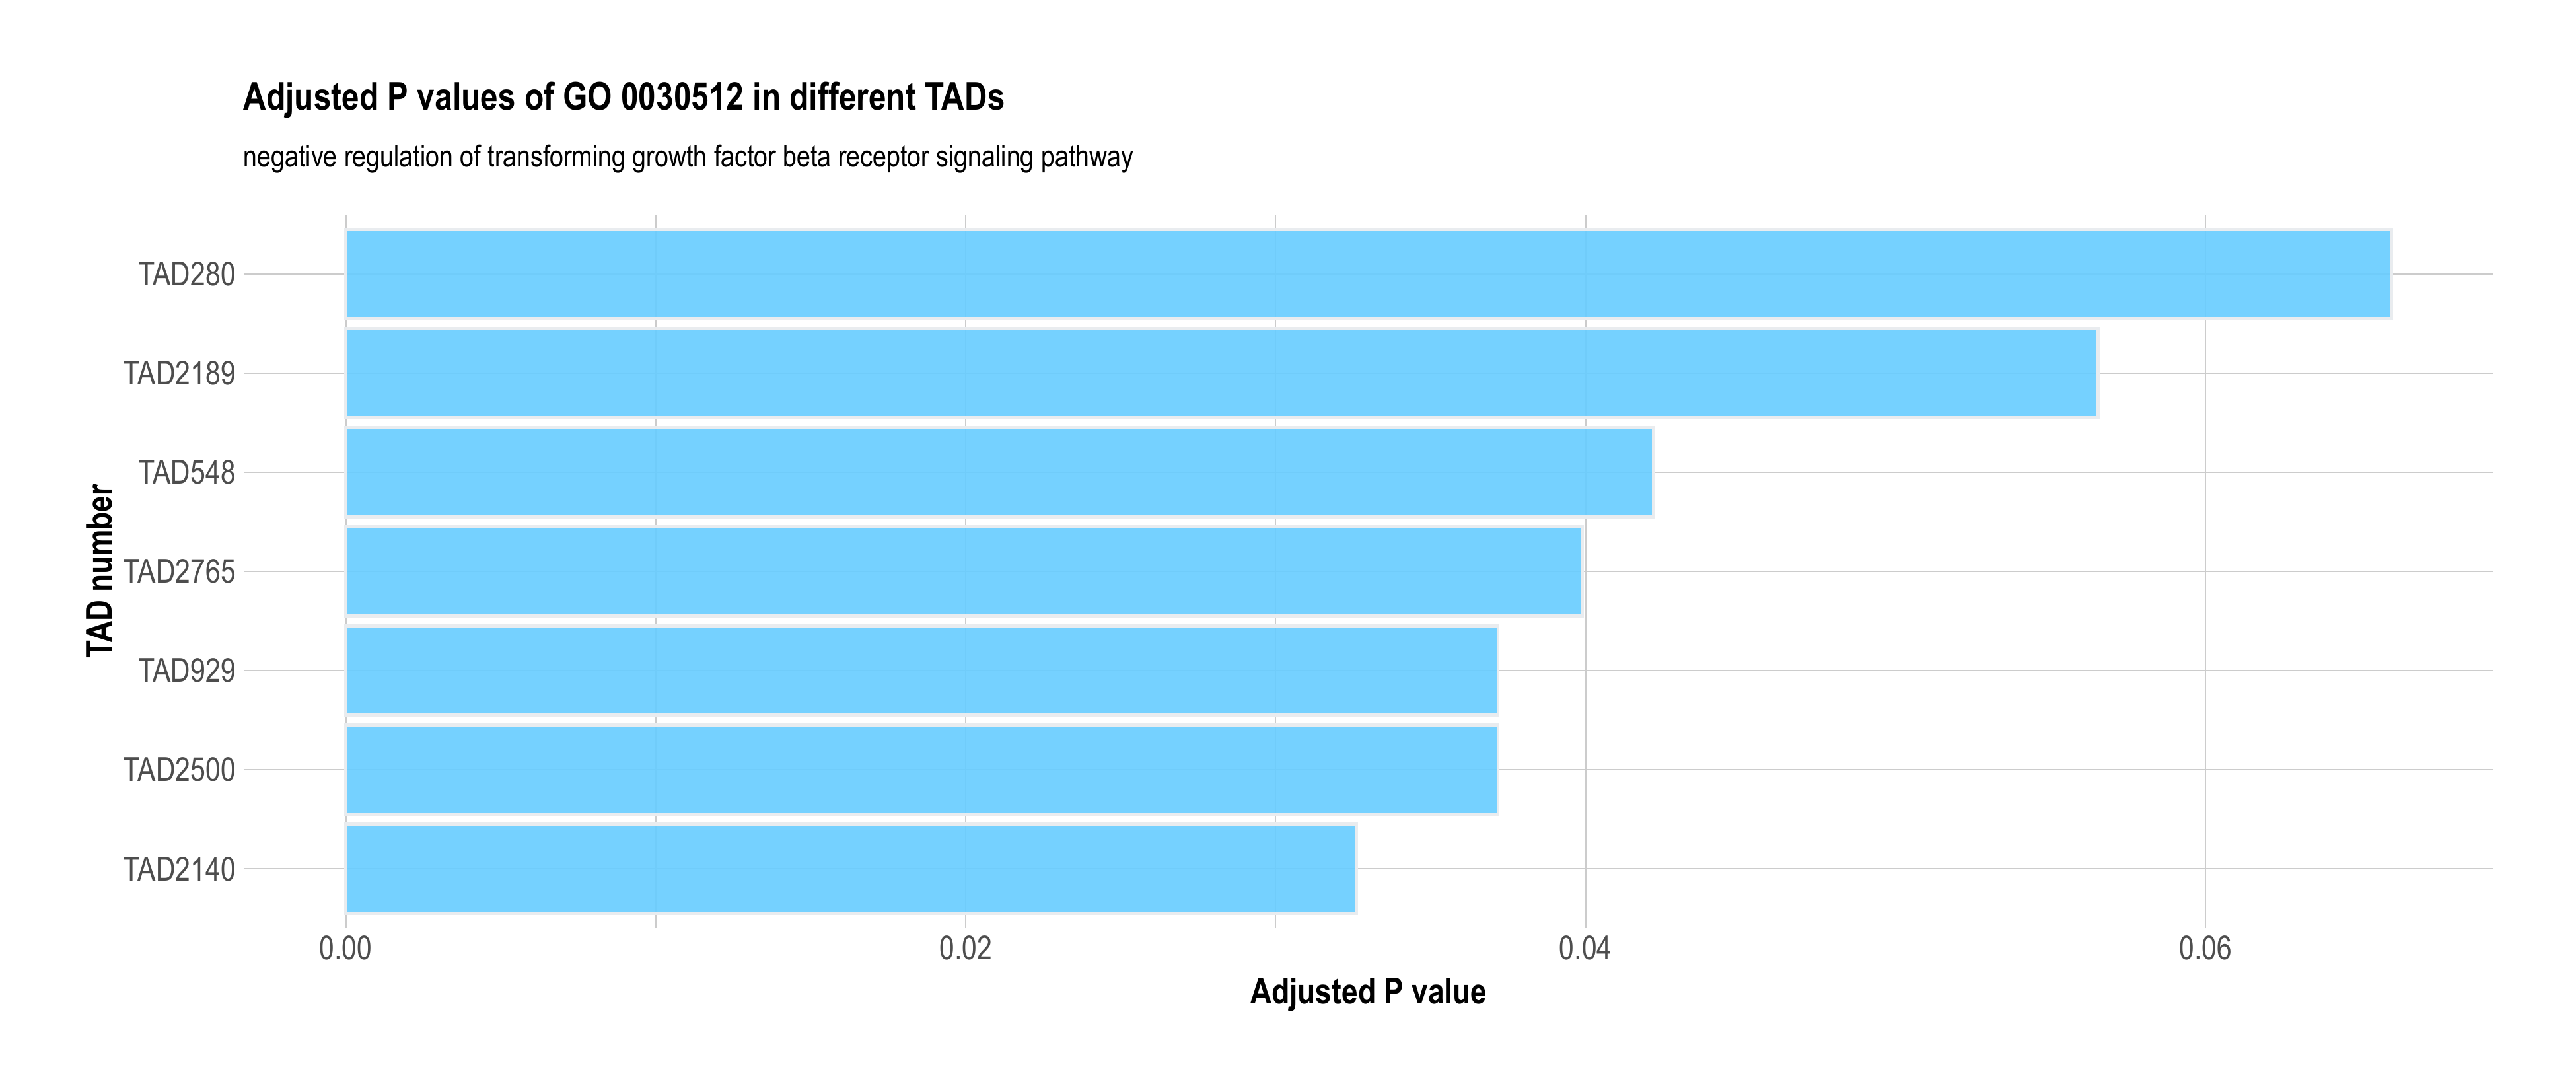 Adjusted P values of GO 0030512 in different TADs
negative regulation of transforming growth factor beta receptor signaling pathway
TAD number
TAD280
TAD2189
TAD548
TAD2765
TAD929
TAD2500
TAD2140
0.00 0.02 0.04 0.06
Adjusted P value